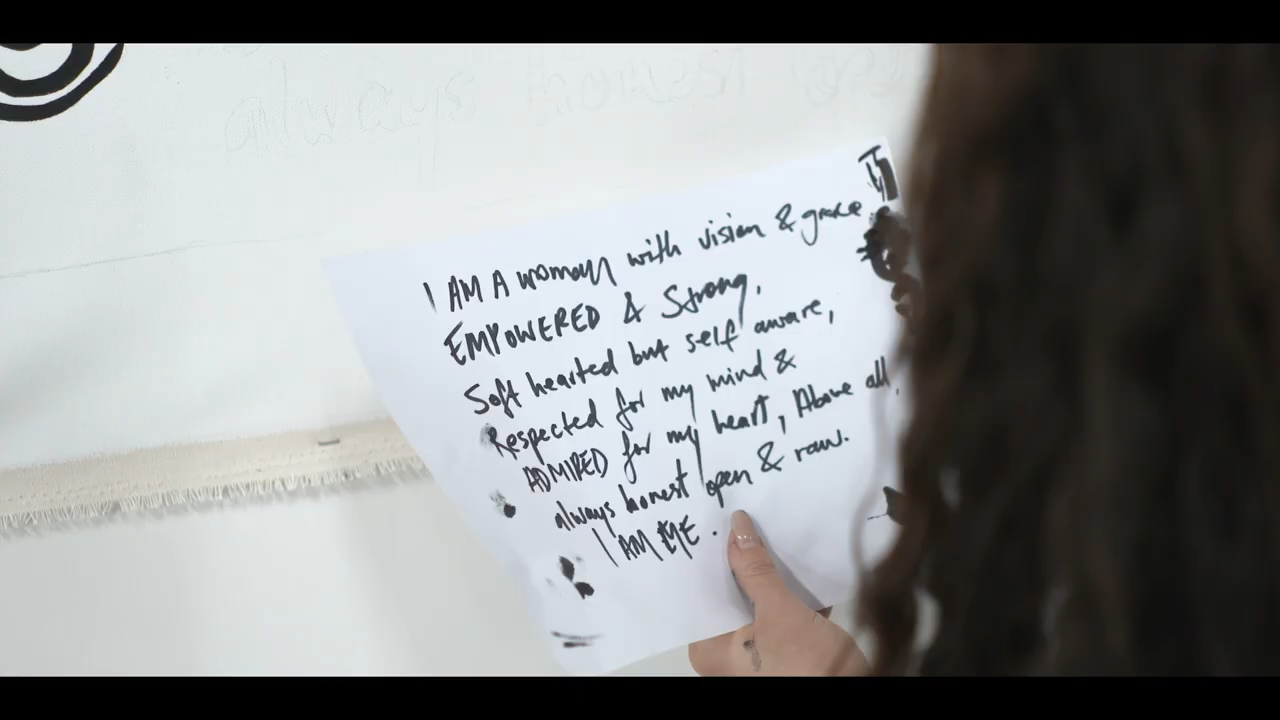 always honest
I AM A woman with vision & grace
EMPOWERED & Strong,
Soft hearted but self aware,
Respected for my mind &
ADMIRED for my heart, Above all,
always honest open & raw.
I AM ME.